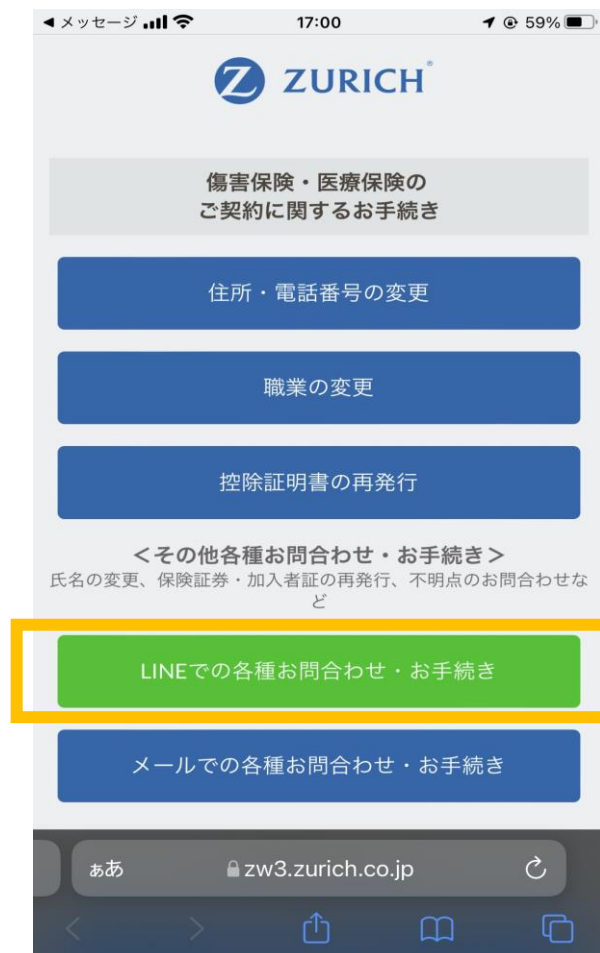 ◀メッセージ
17:00
59%
ZURICH®
傷害保険・医療保険の
ご契約に関するお手続き
住所・電話番号の変更
職業の変更
控除証明書の再発行
＜その他各種お問合わせ・お手続き＞
氏名の変更、保険証券・加入者証の再発行、不明点のお問合わせな
ど
LINEでの各種お問合わせ・お手続き
メールでの各種お問合わせ・お手続き
ぁあ
zw3.zurich.co.jp